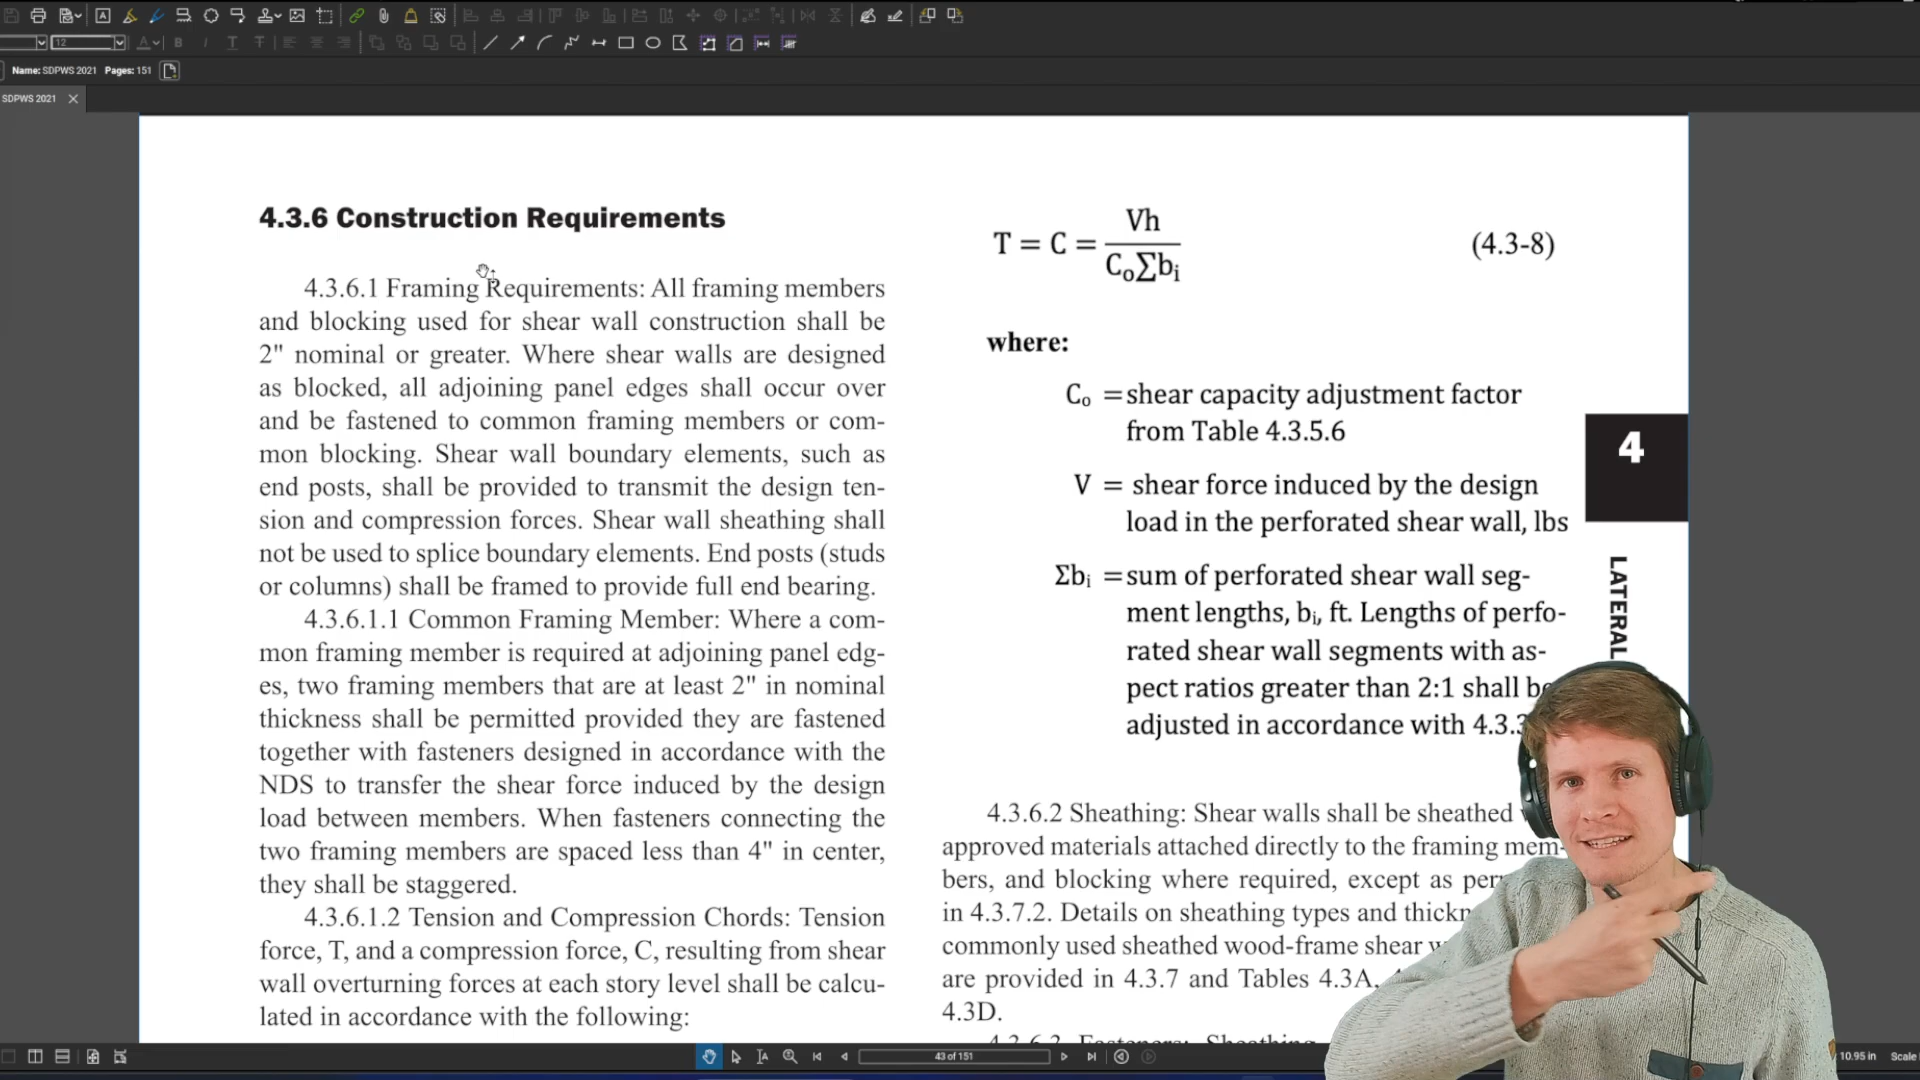 12
Name: SDPWS 2021 Pages: 151
SDPWS 2021
4.3.6 Construction Requirements
4.3.6.1 Framing Requirements: All framing members
and blocking used for shear wall construction shall be
2" nominal or greater. Where shear walls are designed
as blocked, all adjoining panel edges shall occur over
and be fastened to common framing members or com-
mon blocking. Shear wall boundary elements, such as
end posts, shall be provided to transmit the design ten-
sion and compression forces. Shear wall sheathing shall
not be used to splice boundary elements. End posts (studs
or columns) shall be framed to provide full end bearing.
4.3.6.1.1 Common Framing Member: Where a com-
mon framing member is required at adjoining panel edg-
es, two framing members that are at least 2" in nominal
thickness shall be permitted provided they are fastened
together with fasteners designed in accordance with the
NDS to transfer the shear force induced by the design
load between members. When fasteners connecting the
two framing members are spaced less than 4" in center,
they shall be staggered.
4.3.6.1.2 Tension and Compression Chords: Tension
force, T, and a compression force, C, resulting from shear
wall overturning forces at each story level shall be calcu-
lated in accordance with the following:
T = C = Vh / CₒΣbᵢ (4.3-8)
where:
Cₒ = shear capacity adjustment factor
from Table 4.3.5.6
V = shear force induced by the design
load in the perforated shear wall, lbs
Σbᵢ = sum of perforated shear wall seg-
ment lengths, bᵢ, ft. Lengths of perfo-
rated shear wall segments with as-
pect ratios greater than 2:1 shall be
adjusted in accordance with 4.3.3
4.3.6.2 Sheathing: Shear walls shall be sheathed
approved materials attached directly to the framing mem-
bers, and blocking where required, except as per
in 4.3.7.2. Details on sheathing types and thickn
commonly used sheathed wood-frame shear w
are provided in 4.3.7 and Tables 4.3A,
4.3D.
4.3.6.3 Fasteners: Sheathing
4
LATERAL
43 of 151
10.95 in Scale